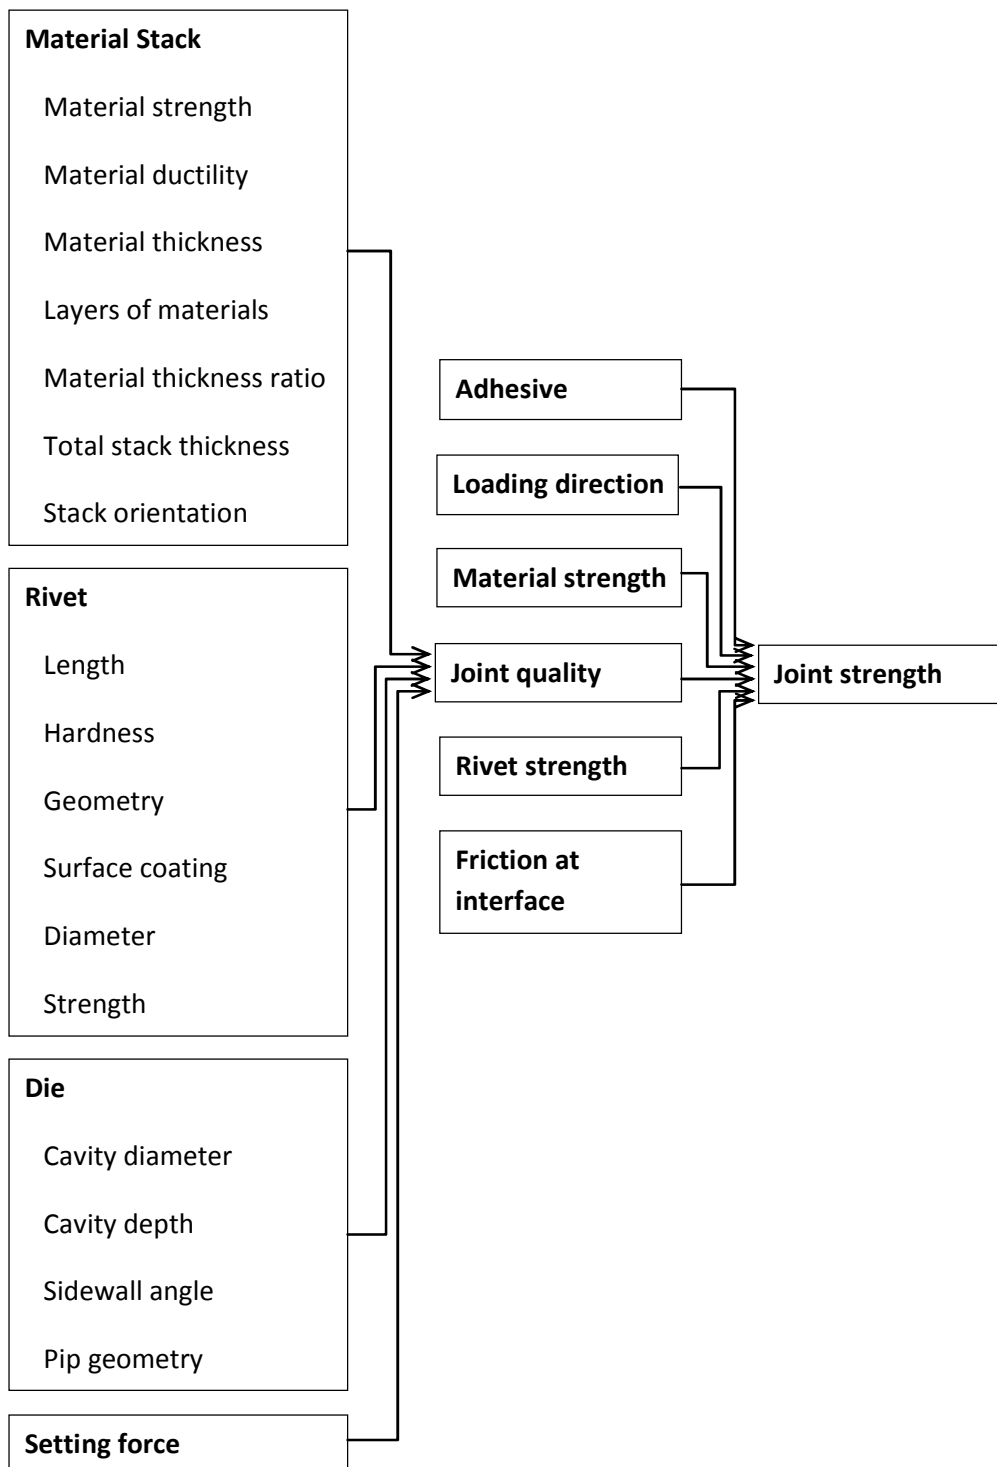 Material Stack
Material strength
Material ductility
Material thickness
Layers of materials
Material thickness ratio
Total stack thickness
Stack orientation
Rivet
Length
Hardness
Geometry
Surface coating
Diameter
Strength
Die
Cavity diameter
Cavity depth
Sidewall angle
Pip geometry
Setting force
Adhesive
Loading direction
Material strength
Joint quality
Rivet strength
Friction at
interface
Joint strength